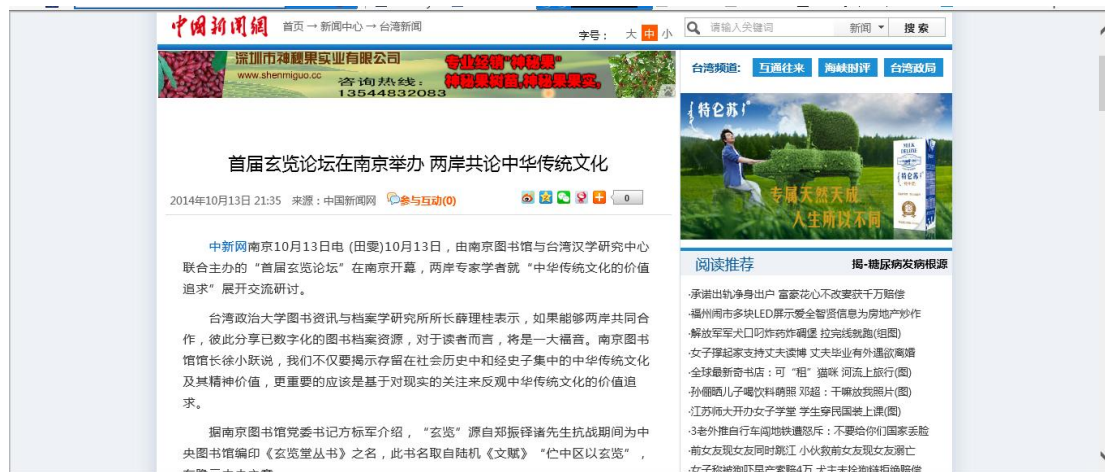 中国新闻網
首页→新闻中心→台湾新闻
字号： 大 中 小
请输入关键词
新闻
搜索
深圳市神秘果实业有限公司
www.shenmiguo.cc
咨询热线：
13544832083
专业经销"神秘果"
神秘果树苗,神秘果果实,
台湾频道： 互通往来 海峡时评 台湾政局
特仑苏
专属天然天成
人生所以不同
首届玄览论坛在南京举办 两岸共论中华传统文化
2014年10月13日 21:35 来源：中国新闻网 参与互动(0)
0
中新网南京10月13日电 (田雯)10月13日，由南京图书馆与台湾汉学研究中心
联合主办的“首届玄览论坛”在南京开幕，两岸专家学者就“中华传统文化的价值
追求”展开交流研讨。
台湾政治大学图书资讯与档案学研究所所长薛理桂表示，如果能够两岸共同合
作，彼此分享已数字化的图书档案资源，对于读者而言，将是一大福音。南京图书
馆馆长徐小跃说，我们不仅要揭示存留在社会历史中和经史子集中的中华传统文化
及其精神价值，更重要的应该是基于对现实的关注来反观中华传统文化的价值追
求。
据南京图书馆党委书记方标军介绍，“玄览”源自郑振铎诸先生抗战期间为中
央图书馆编印《玄览堂丛书》之名，此书名取自陆机《文赋》“伫中区以玄览”，
阅读推荐
揭-糖尿病发病根源
·承诺出轨净身出户 富豪花心不改妻获千万赔偿
·福州闹市多块LED屏示爱全智贤信息为房地产炒作
·解放军军犬口叼炸药炸碉堡 拉完线就跑(组图)
·女子撑起家支持丈夫读博 丈夫毕业有外遇欲离婚
·全球最新奇书店：可“租”猫咪 河流上旅行(图)
·孙俪晒儿子喝饮料萌照 邓超：干嘛放我照片(图)
·江苏师大开办女子学堂 学生穿民国装上课(图)
·3老外推自行车闯地铁遭怒斥：不要给你们国家丢脸
·前女友现女友同时跳江 小伙救前女友现女友溺亡
·女子称被狗吓早产索赔4万 犬主未拴狗链拒绝赔偿